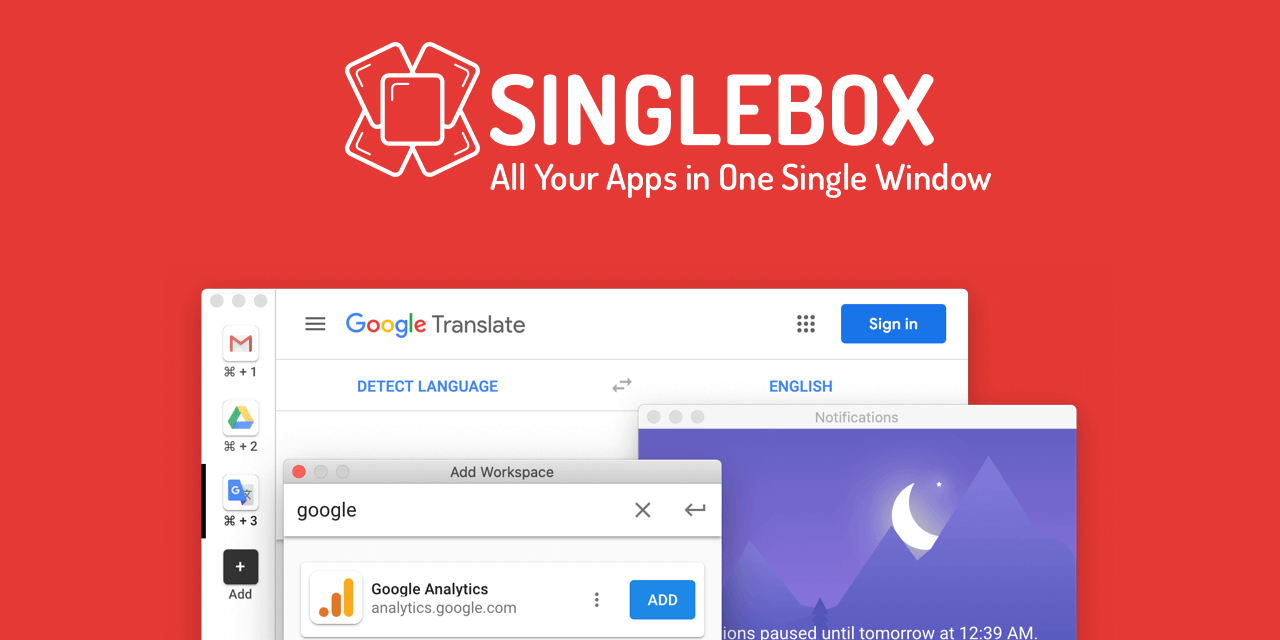 SINGLEBOX
All Your Apps in One Single Window
Google Translate
Sign in
⌘ + 1
DETECT LANGUAGE
ENGLISH
⌘ + 2
Notifications
Add Workspace
google
⌘ + 3
Add
Google Analytics
analytics.google.com
ADD
paused until tomorrow at 12:39 AM.